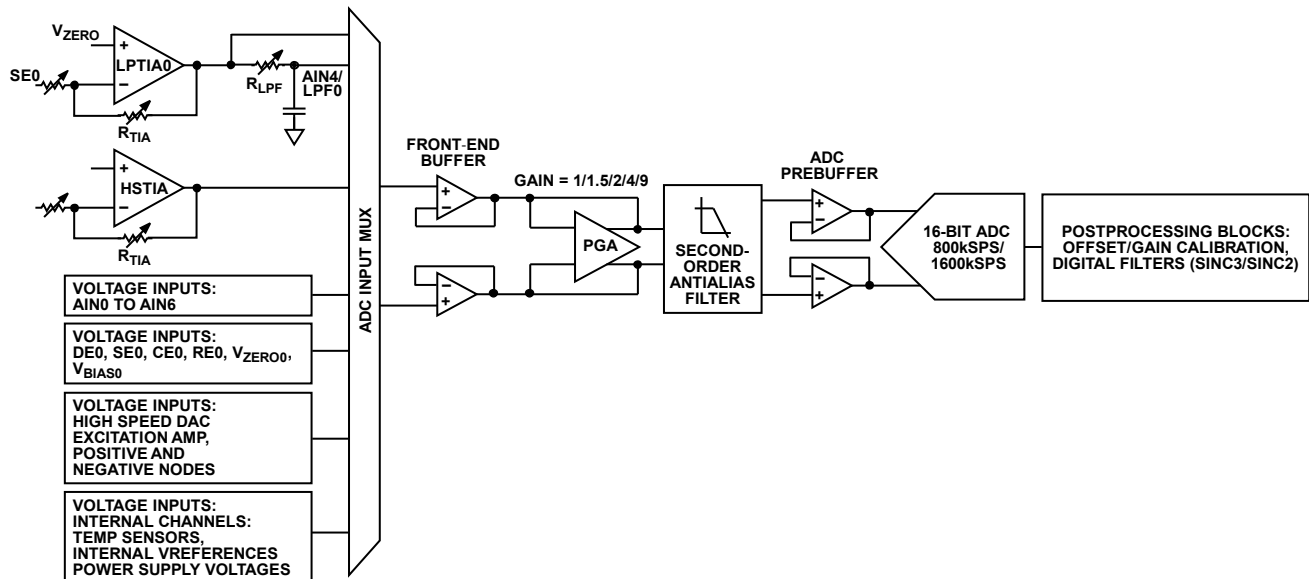 VZERO
+
LPTIA0
SE0
−
RTIA
RLPF
AIN4/
LPF0
+
HSTIA
−
RTIA
VOLTAGE INPUTS:
AIN0 TO AIN6
VOLTAGE INPUTS:
DE0, SE0, CE0, RE0, VZERO0,
VBIAS0
VOLTAGE INPUTS:
HIGH SPEED DAC
EXCITATION AMP,
POSITIVE AND
NEGATIVE NODES
VOLTAGE INPUTS:
INTERNAL CHANNELS:
TEMP SENSORS,
INTERNAL VREFERENCES
POWER SUPPLY VOLTAGES
ADC INPUT MUX
FRONT-END
BUFFER
+
−
−
+
GAIN = 1/1.5/2/4/9
PGA
SECOND-
ORDER
ANTIALIAS
FILTER
ADC
PREBUFFER
+
−
−
+
16-BIT ADC
800kSPS/
1600kSPS
POSTPROCESSING BLOCKS:
OFFSET/GAIN CALIBRATION,
DIGITAL FILTERS (SINC3/SINC2)